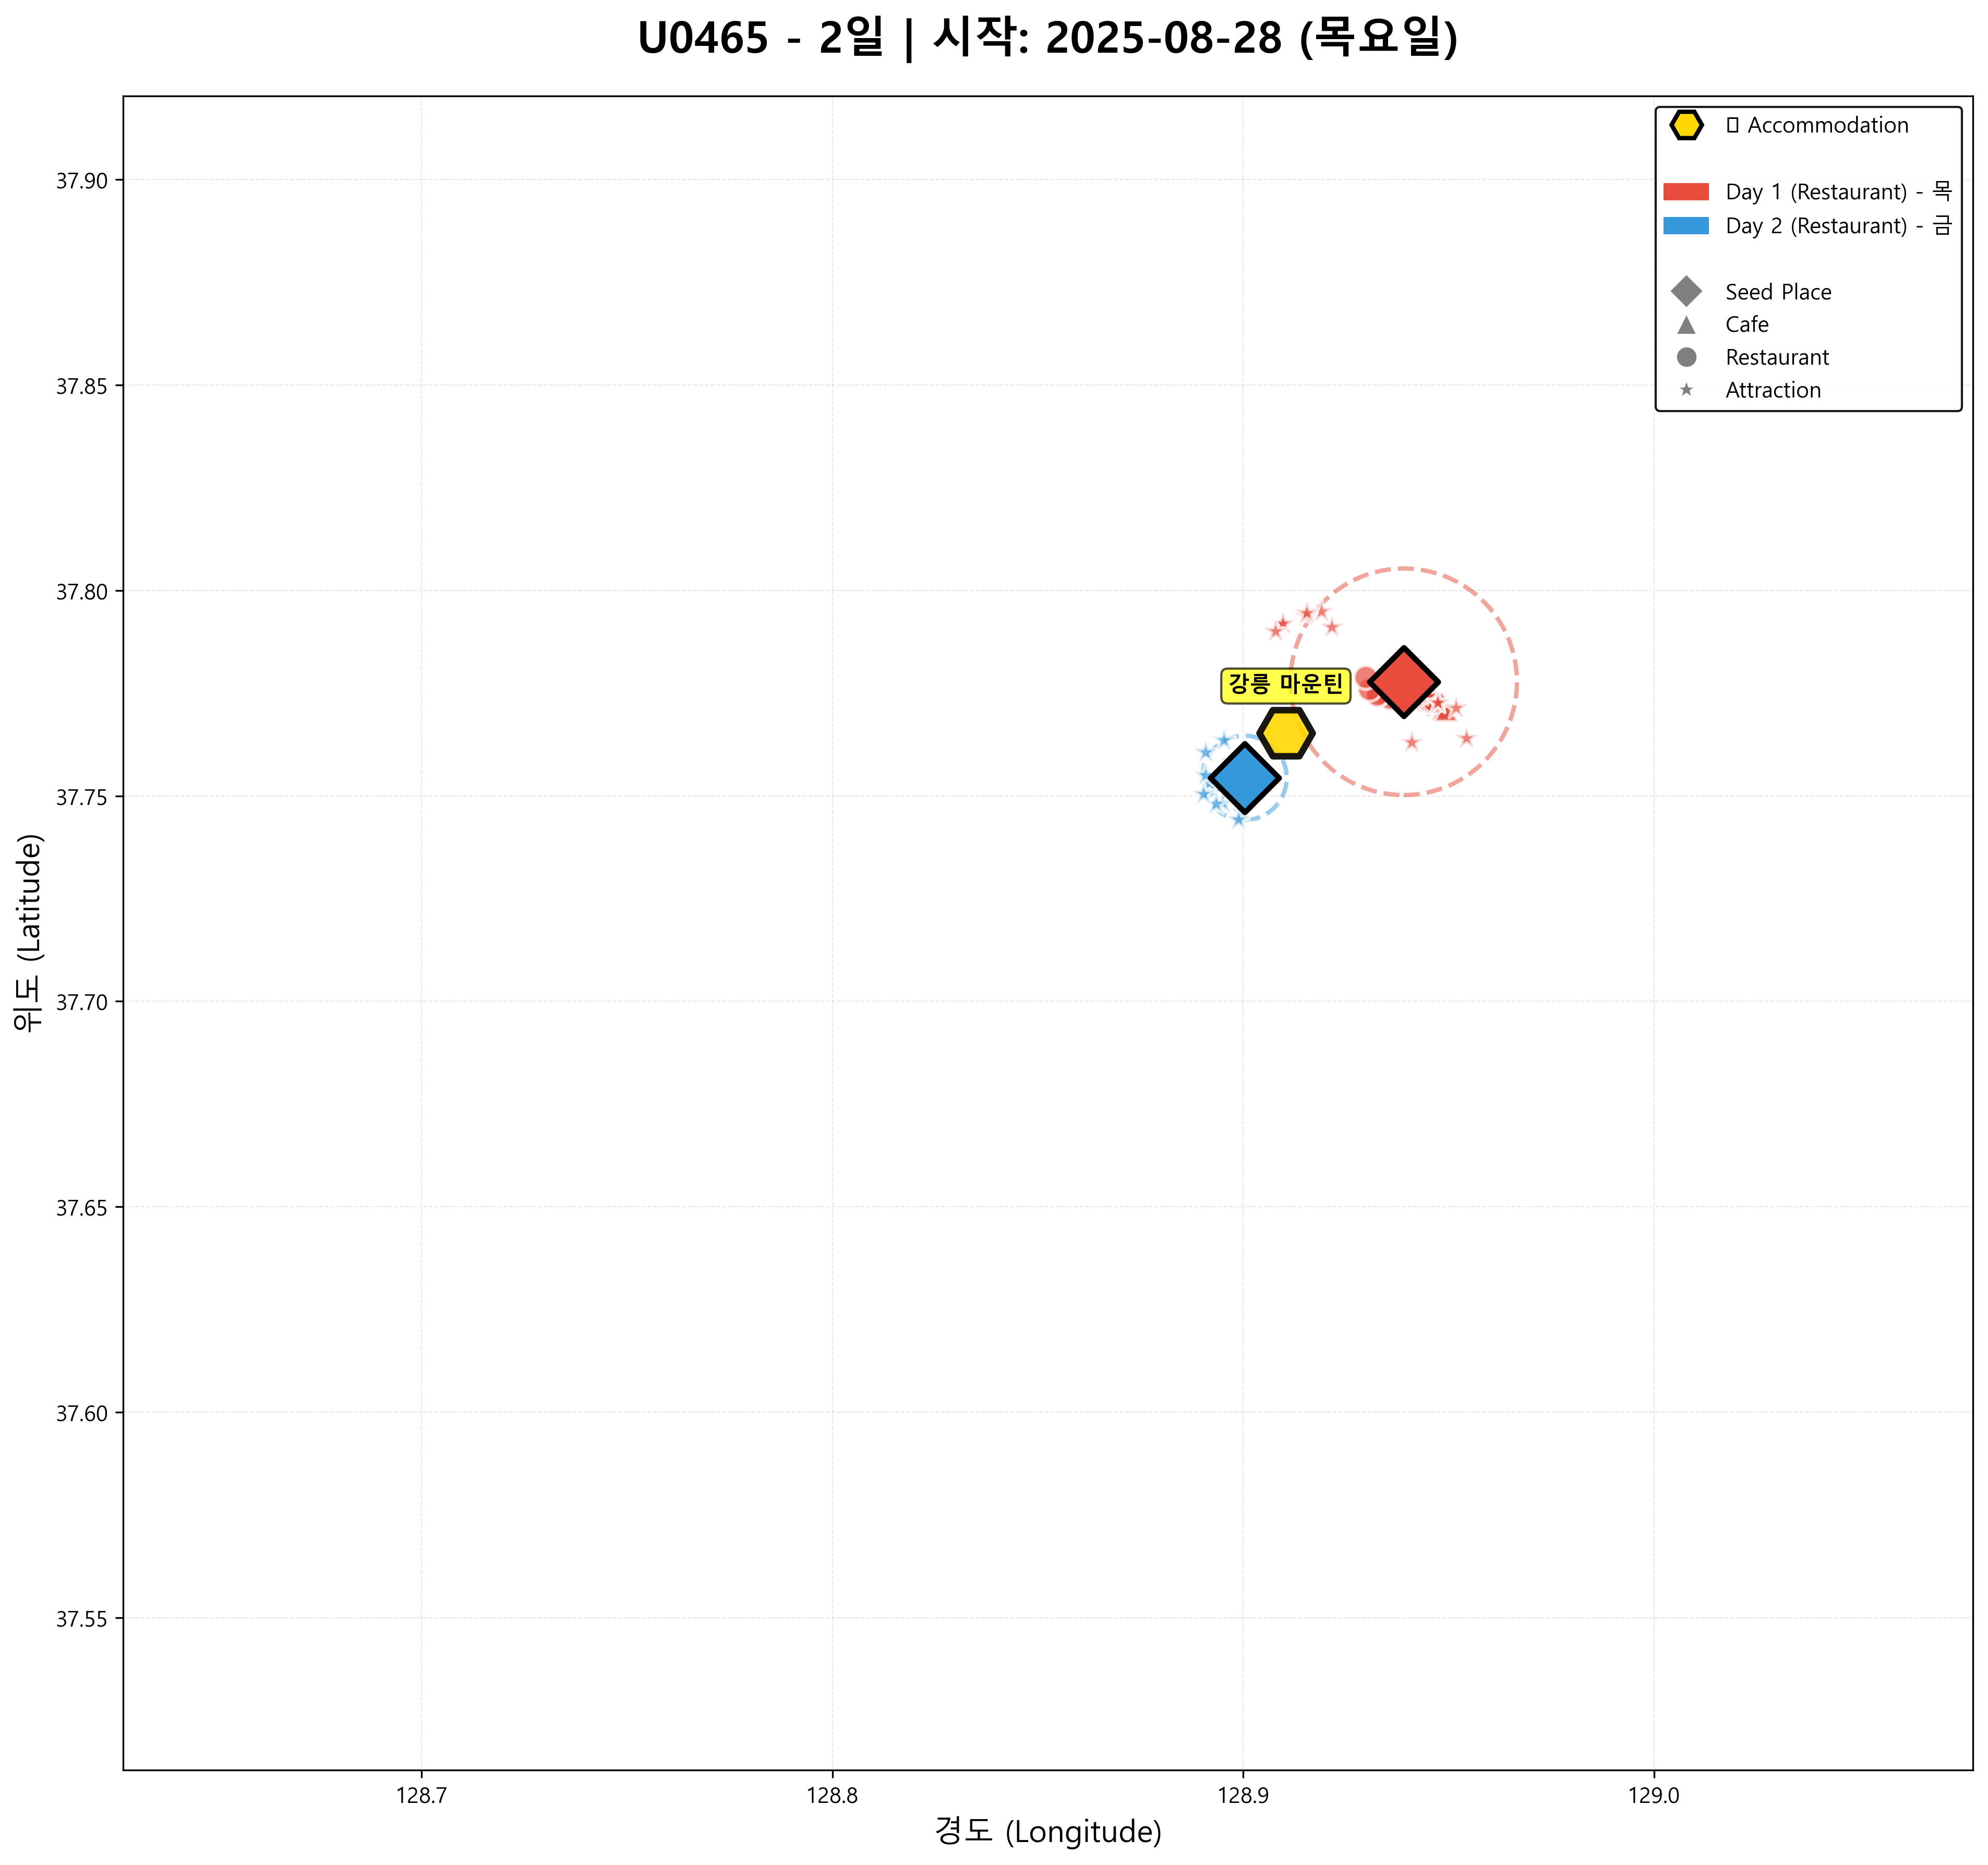 U0465 - 2일 | 시작: 2025-08-28 (목요일)
Accommodation
Day 1 (Restaurant) - 목
Day 2 (Restaurant) - 금
Seed Place
Cafe
Restaurant
Attraction
강릉 마운틴
위도 (Latitude)
37.90
37.85
37.80
37.75
37.70
37.65
37.60
37.55
128.7
128.8
128.9
129.0
경도 (Longitude)